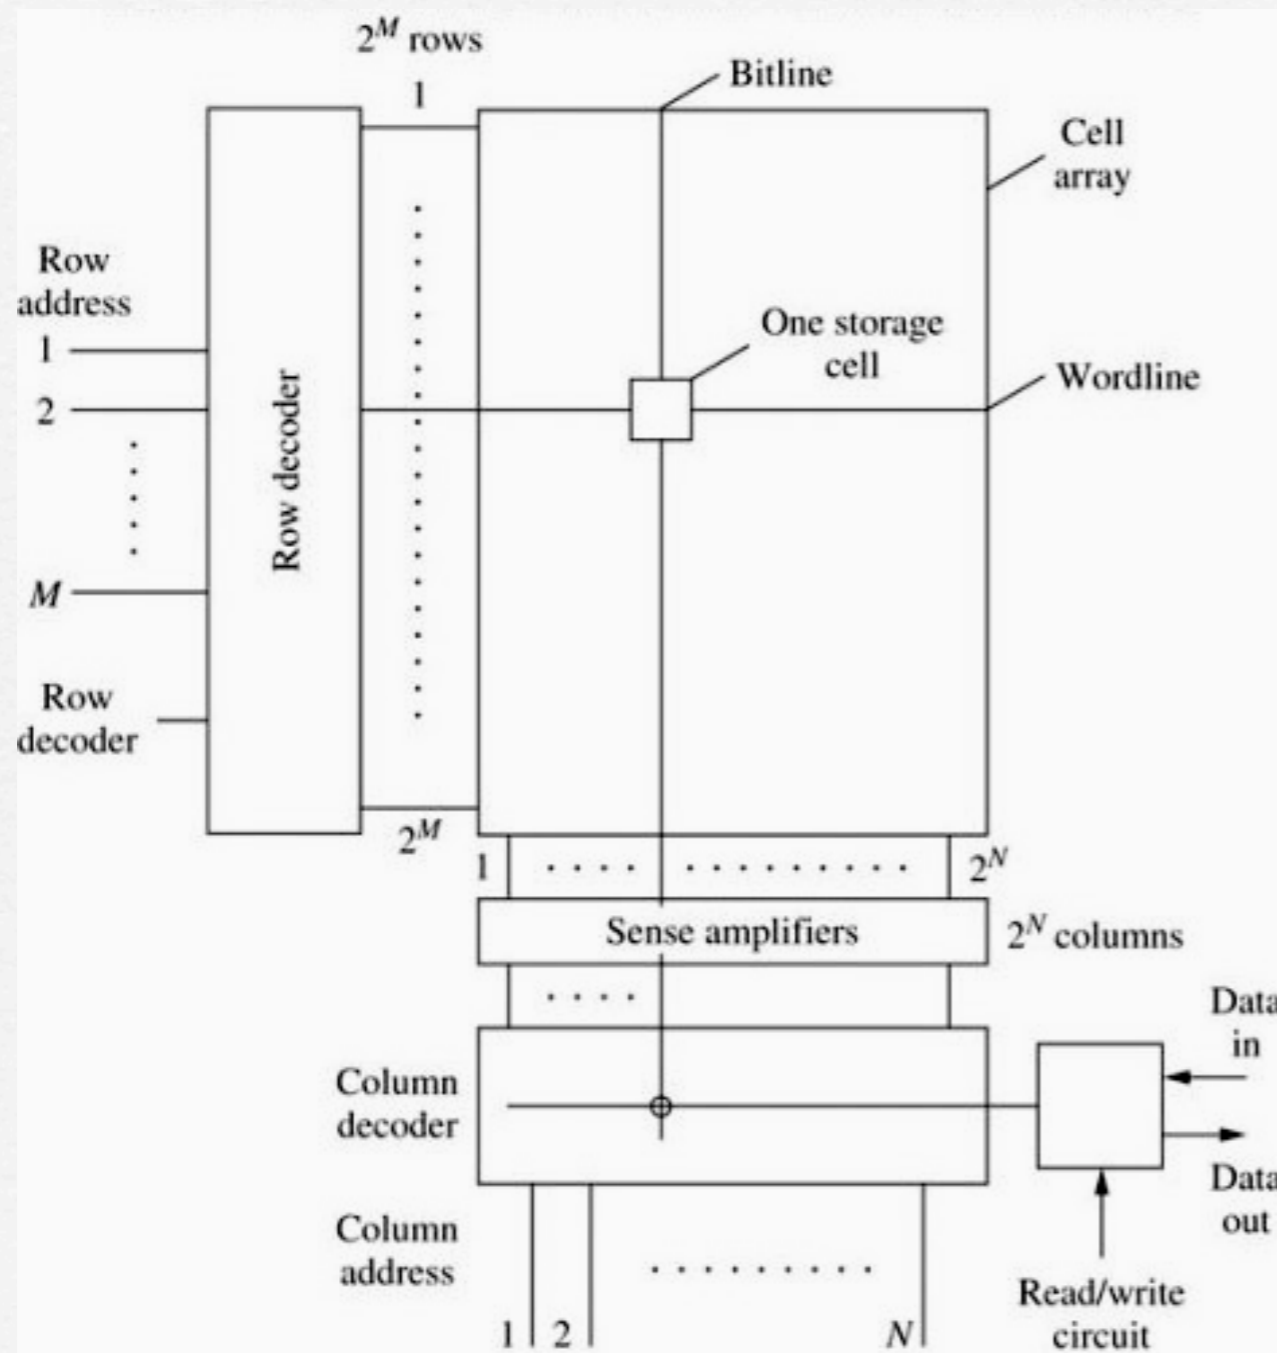 2^M rows
1
Bitline
Cell
array
Row
address
1
2
M
Row decoder
One storage
cell
Wordline
Row
decoder
2^M
1
2^N
Sense amplifiers
2^N columns
Data
in
Column
decoder
Data
out
Column
address
Read/write
circuit
1
2
N